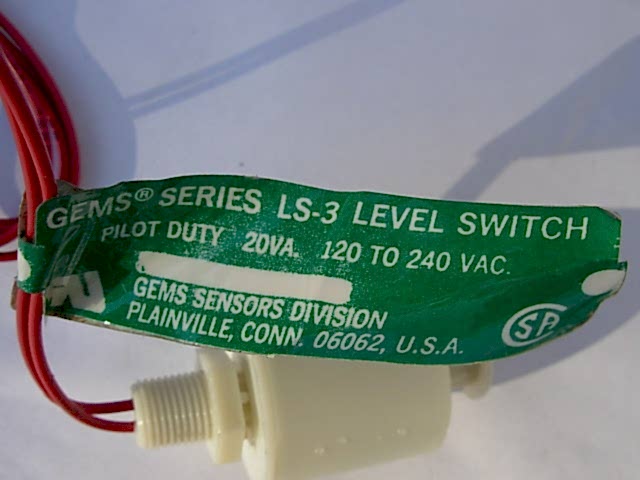 GEMS® SERIES LS-3 LEVEL SWITCH
PILOT DUTY 20VA. 120 TO 240 VAC.
GEMS SENSORS DIVISION
PLAINVILLE, CONN. 06062, U.S.A.